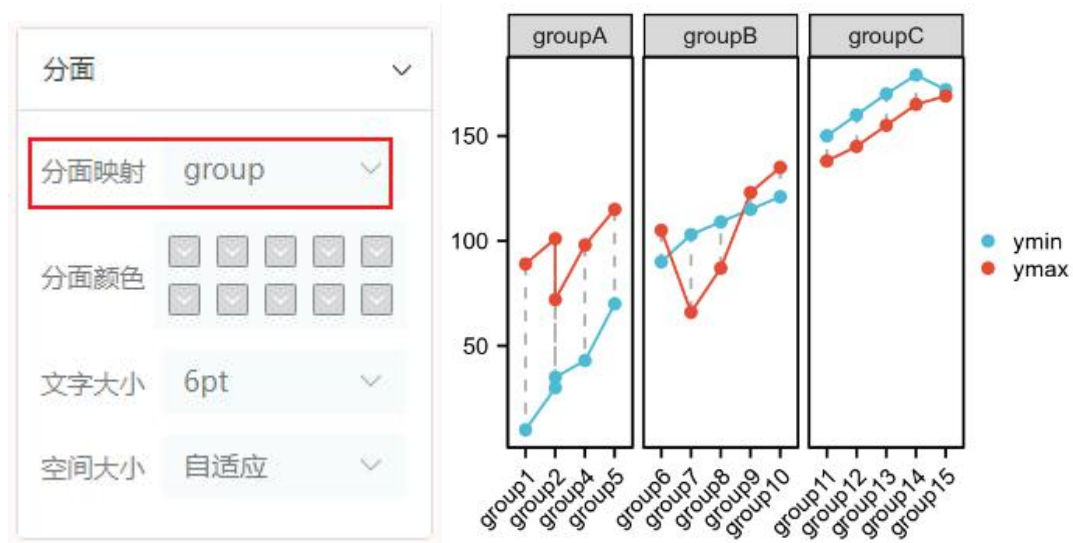 分面
分面映射 group
分面颜色
文字大小 6pt
空间大小 自适应
groupA groupB groupC
150
100
50
ymin
ymax
group1 group2 group4 group5 group6 group7 group8 group9 group10 group11 group12 group13 group14 group15